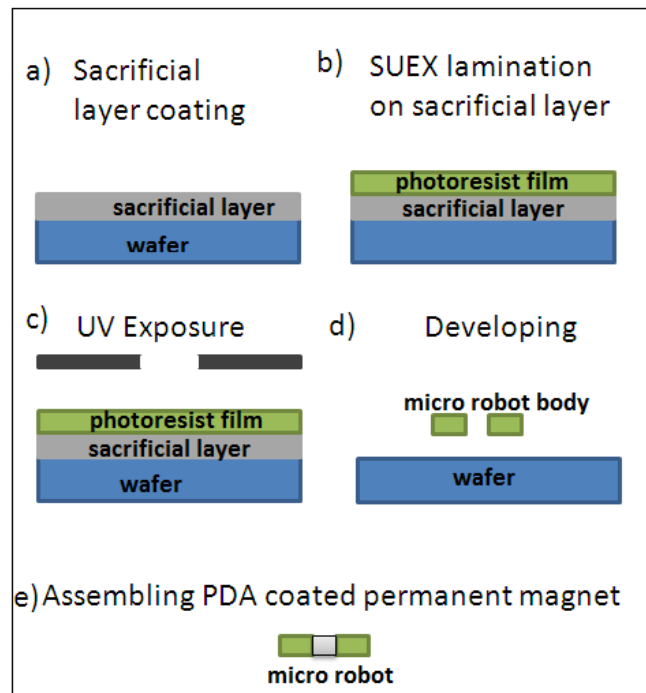 a) Sacrificial
layer coating
sacrificial layer
wafer
b) SUEX lamination
on sacrificial layer
photoresist film
sacrificial layer
c) UV Exposure
photoresist film
sacrificial layer
wafer
d) Developing
micro robot body
wafer
e) Assembling PDA coated permanent magnet
micro robot